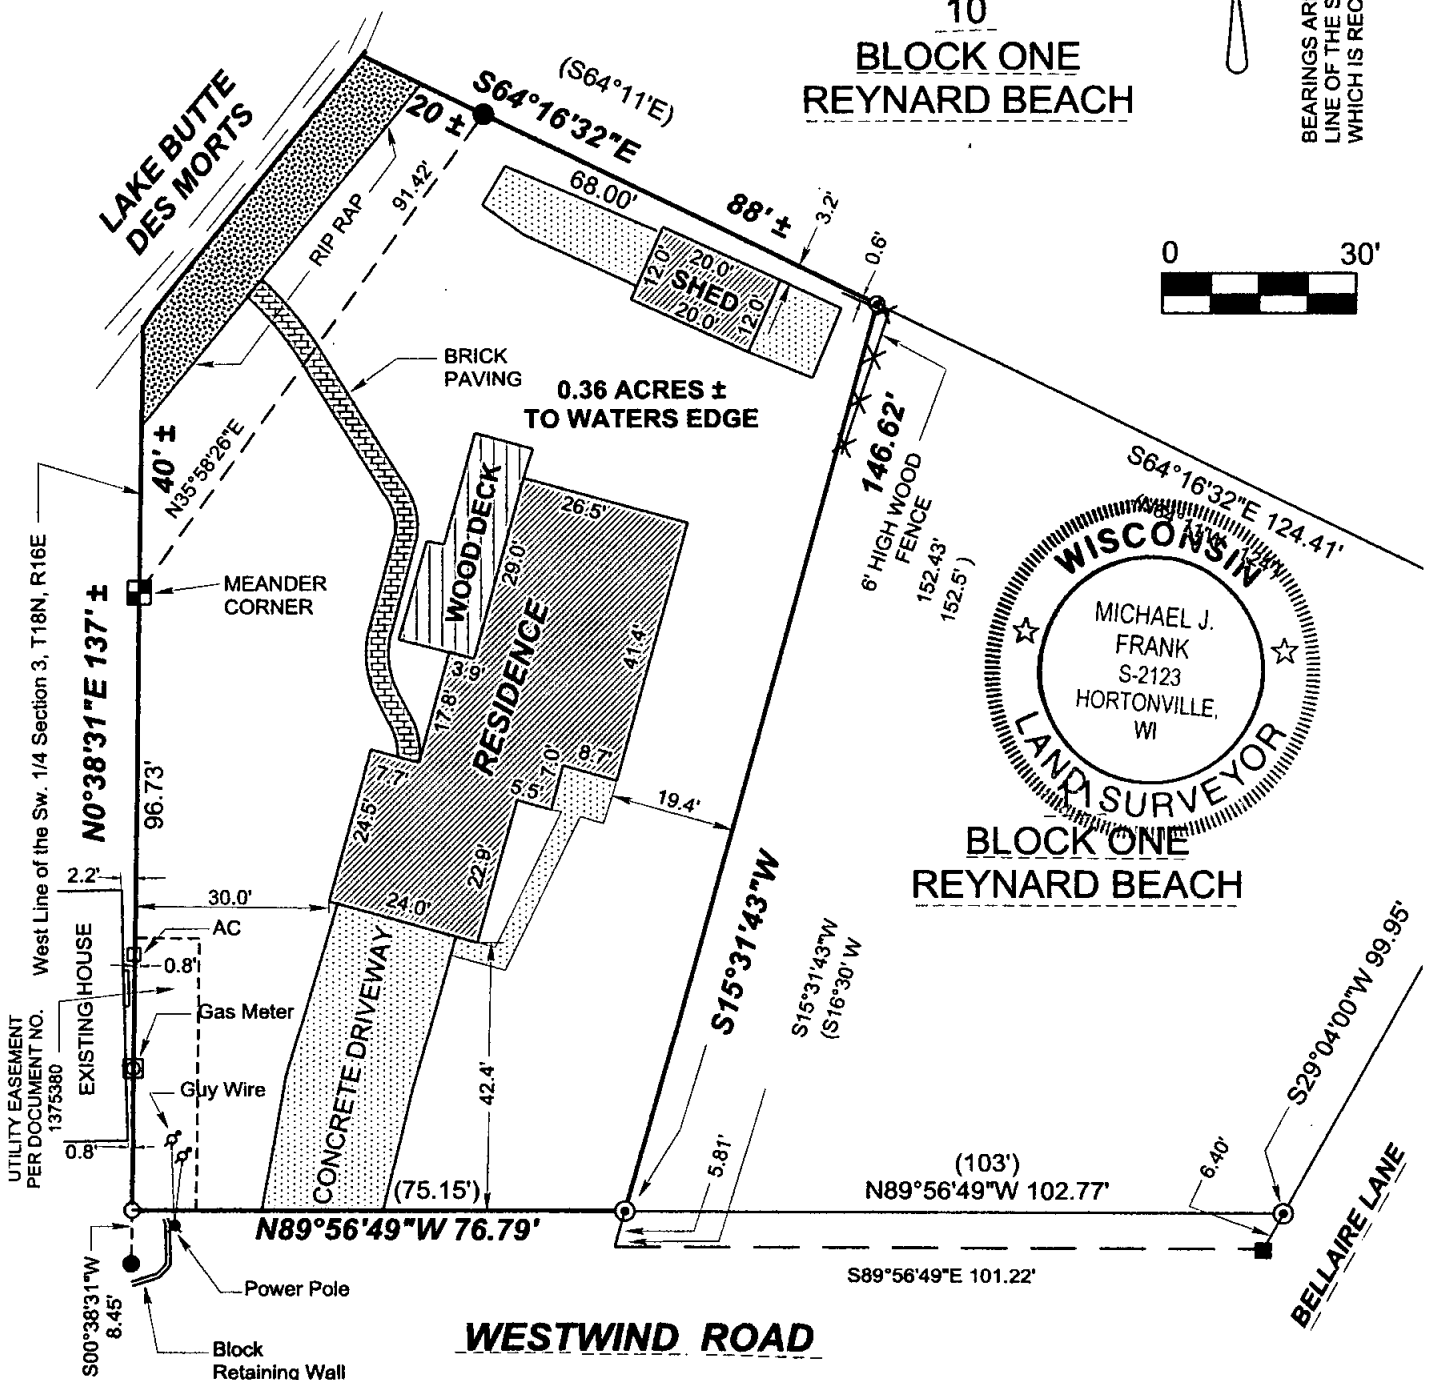 10
BLOCK ONE
REYNARD BEACH
BEARINGS AR
LINE OF THE S
WHICH IS REC
0 30'
LAKE BUTTE
DES MORTS
20 ±
(S64°11'E)
S64°16'32"E
68.00'
88' ±
3.2'
0.6'
91.42'
RIP RAP
SHED
20.0'
20.0'
12.0'
12.0'
BRICK
PAVING
0.36 ACRES ±
TO WATERS EDGE
40' ±
N35°58'26"E
MEANDER
CORNER
N0°38'31"E 137' ±
96.73'
West Line of the Sw. 1/4 Section 3, T18N, R16E
WOOD DECK
RESIDENCE
26.5'
29.0'
41.4'
3.9'
17.8'
7.7'
24.5'
24.0'
22.9'
5.5'
7.0'
8.7'
19.4'
146.62'
6' HIGH WOOD
FENCE
152.43'
152.5' )
S64°16'32"E 124.41'
WISCONSIN
MICHAEL J.
FRANK
S-2123
HORTONVILLE,
WI
LAND SURVEYOR
11
BLOCK ONE
REYNARD BEACH
S15°31'43"W
S15°31'43"W
(S16°30' W
S29°04'00"W 99.95'
2.2'
30.0'
AC
0.8'
EXISTING HOUSE
UTILITY EASEMENT
PER DOCUMENT NO.
1375380
Gas Meter
Guy Wire
0.8'
CONCRETE DRIVEWAY
42.4'
(75.15')
N89°56'49"W 76.79'
5.81'
(103')
N89°56'49"W 102.77'
6.40'
S89°56'49"E 101.22'
BELLAIRE LANE
S00°38'31"W
8.45'
Power Pole
Block
Retaining Wall
WESTWIND ROAD